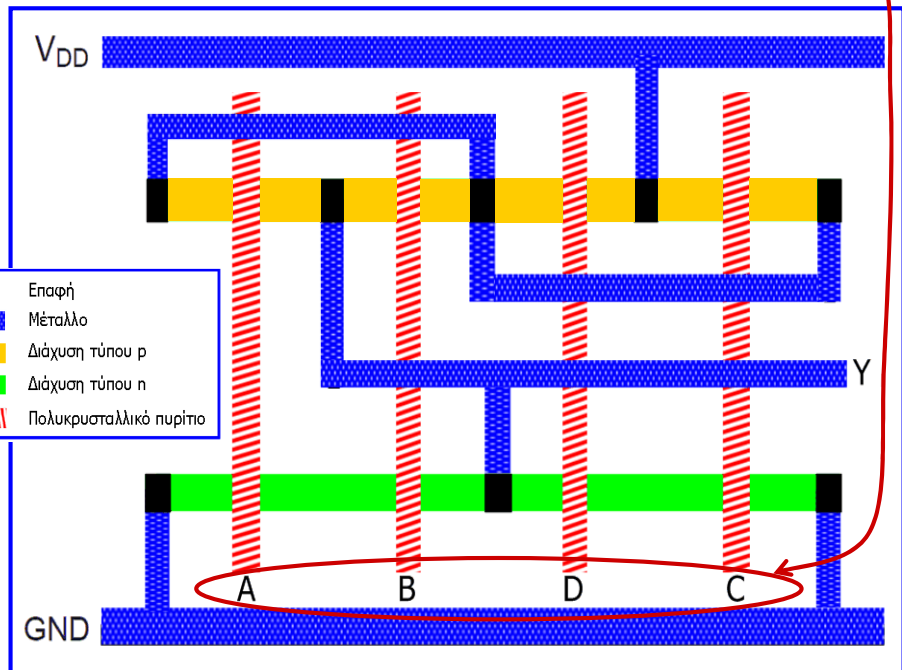 VDD
Επαφή
Μέταλλο
Διάχυση τύπου p
Διάχυση τύπου n
Πολυκρυσταλλικό πυρίτιο
Y
A B D C
GND